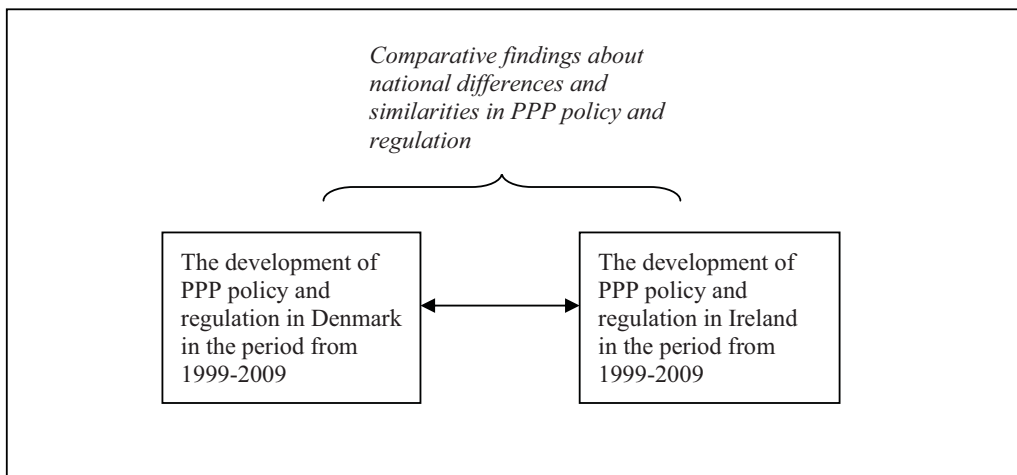 Comparative findings about
national differences and
similarities in PPP policy and
regulation
The development of
PPP policy and
regulation in Denmark
in the period from
1999-2009
The development of
PPP policy and
regulation in Ireland
in the period from
1999-2009